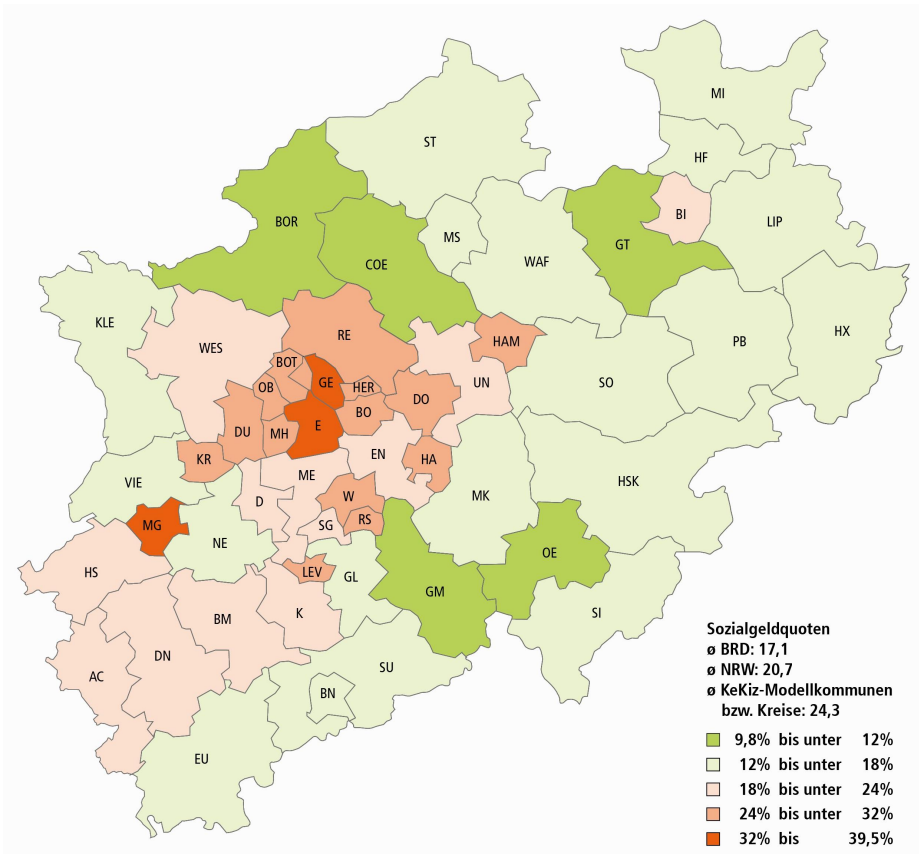 MI
ST
HF
BI
BOR
LIP
MS
GT
WAF
COE
KLE
HX
RE
PB
HAM
WES
BOT
GE
UN
SO
OB
HER
DO
BO
E
DU
MH
EN
HA
KR
ME
HSK
VIE
MK
W
D
RS
MG
SG
NE
OE
HS
LEV
GL
GM
K
SI
BM
DN
SU
AC
BN
EU
Sozialgeldquoten
ø BRD: 17,1
ø NRW: 20,7
ø KeKiz-Modellkommunen
bzw. Kreise: 24,3
9,8% bis unter 12%
12% bis unter 18%
18% bis unter 24%
24% bis unter 32%
32% bis 39,5%